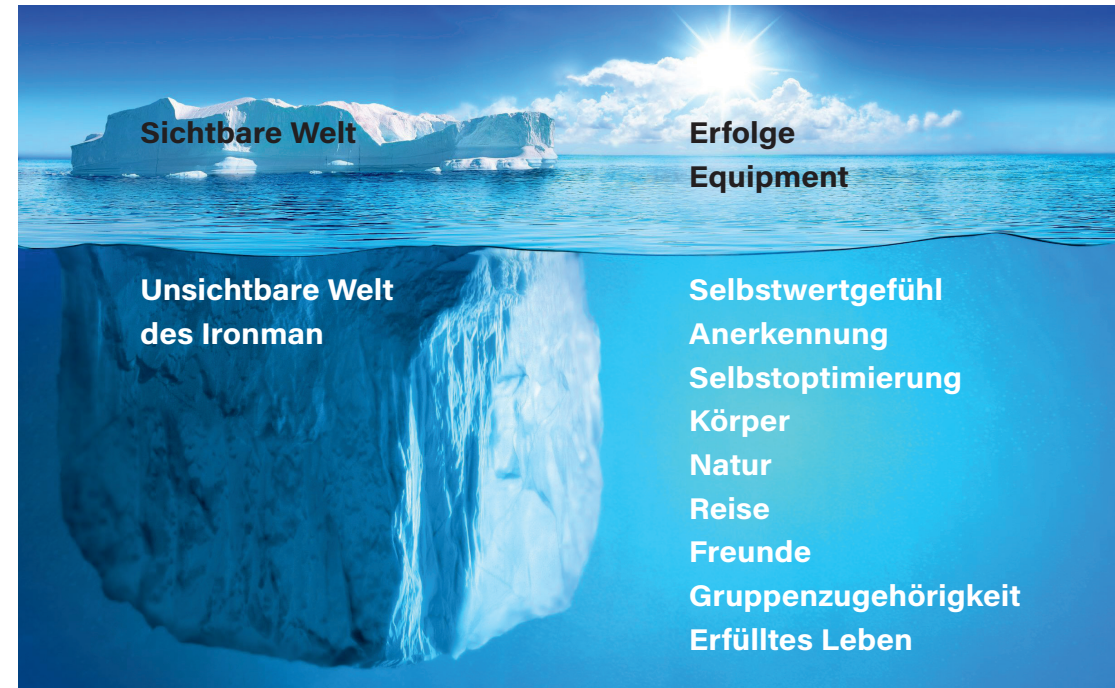 Sichtbare Welt
Erfolge
Equipment
Unsichtbare Welt
des Ironman
Selbstwertgefühl
Anerkennung
Selbstoptimierung
Körper
Natur
Reise
Freunde
Gruppenzugehörigkeit
Erfülltes Leben